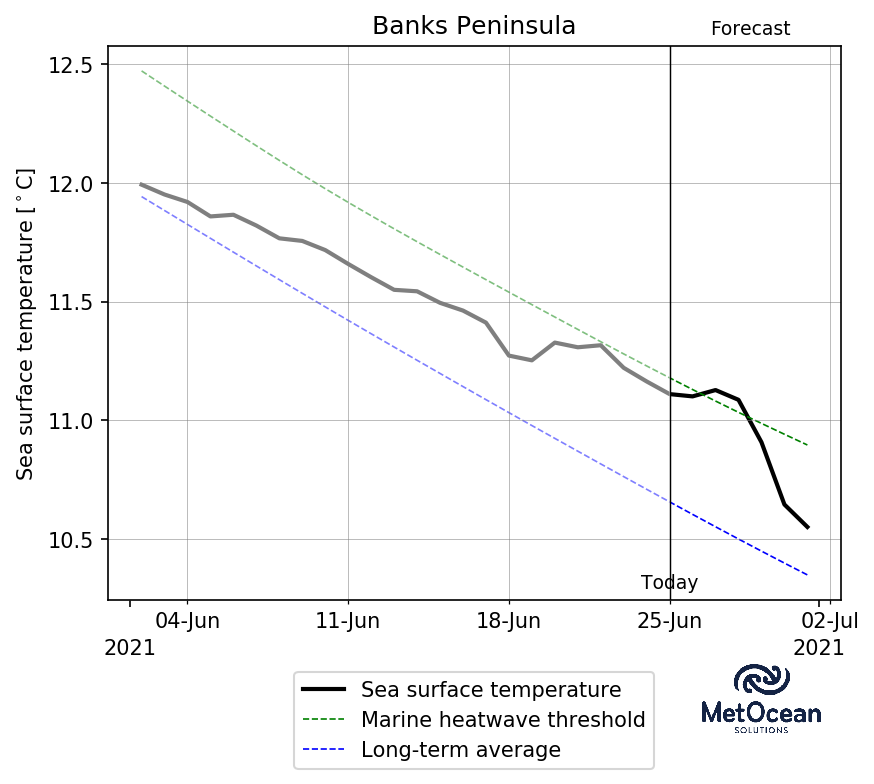 Banks Peninsula
Forecast
Sea surface temperature [°C]
12.5
12.0
11.5
11.0
10.5
Today
04-Jun
11-Jun
18-Jun
25-Jun
02-Jul
2021
2021
Sea surface temperature
Marine heatwave threshold
Long-term average
MetOcean
SOLUTIONS